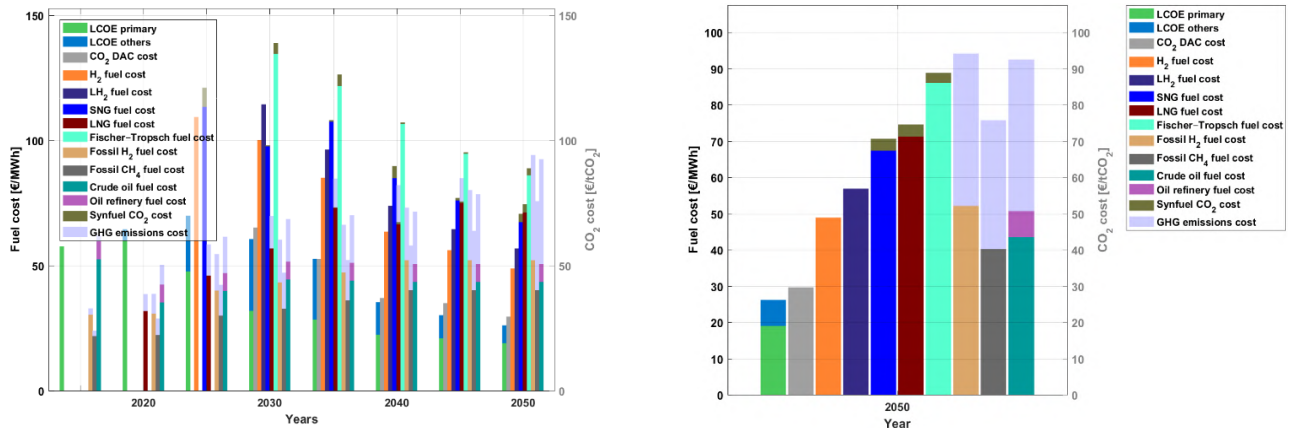 150
100
50
0
Fuel cost [€/MWh]
LCOE primary
LCOE others
CO2 DAC cost
H2 fuel cost
LH2 fuel cost
SNG fuel cost
LNG fuel cost
Fischer-Tropsch fuel cost
Fossil H2 fuel cost
Fossil CH4 fuel cost
Crude oil fuel cost
Oil refinery fuel cost
Synfuel CO2 cost
GHG emissions cost
2020
2030
2040
2050
Years
150
100
50
0
CO2 cost [€/tCO2]
100
90
80
70
60
50
40
30
20
10
0
Fuel cost [€/MWh]
2050
Year
100
90
80
70
60
50
40
30
20
10
0
CO2 cost [€/tCO2]
LCOE primary
LCOE others
CO2 DAC cost
H2 fuel cost
LH2 fuel cost
SNG fuel cost
LNG fuel cost
Fischer-Tropsch fuel cost
Fossil H2 fuel cost
Fossil CH4 fuel cost
Crude oil fuel cost
Oil refinery fuel cost
Synfuel CO2 cost
GHG emissions cost